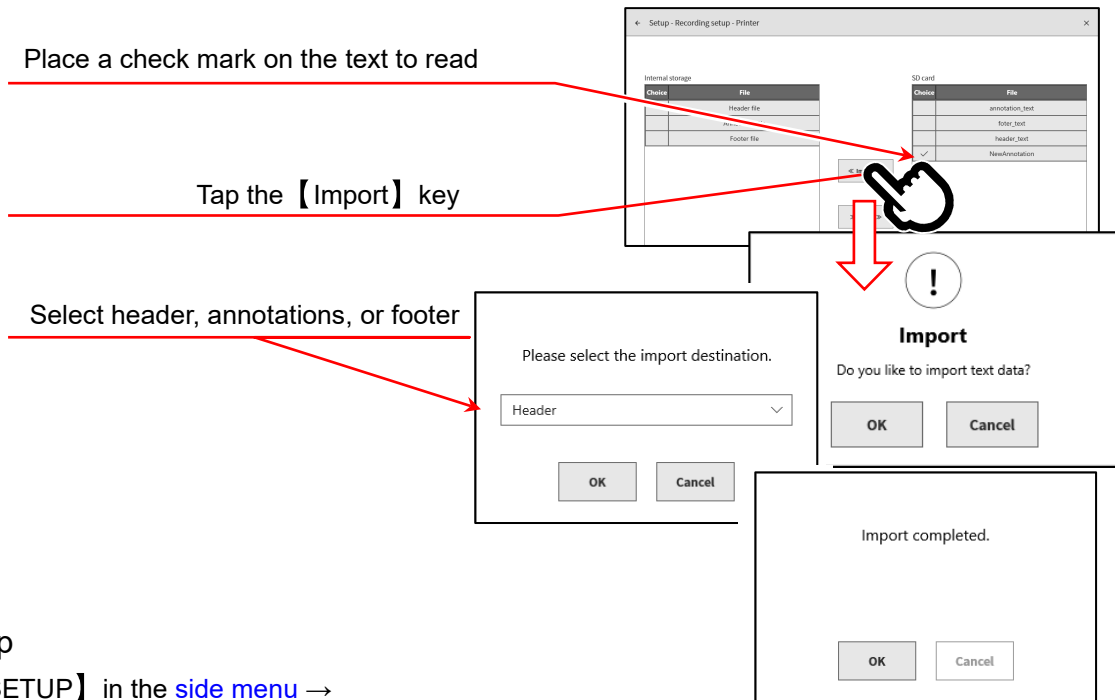 ← Setup - Recording setup - Printer ×
Place a check mark on the text to read
Internal storage
Choice File
Header file
Footer file
SD card
Choice File
annotation_text
foter_text
header_text
✓ NewAnnotation
Tap the【Import】key
!
Import
Do you like to import text data?
OK Cancel
Select header, annotations, or footer
Please select the import destination.
Header
OK Cancel
Import completed.
OK Cancel
in the side menu →